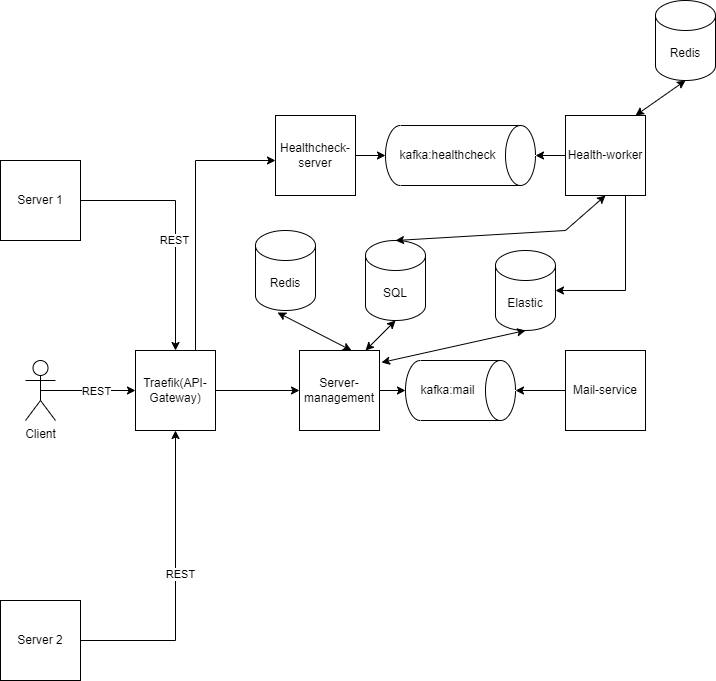 Redis
Healthcheck-
server
kafka:healthcheck
Health-worker
Server 1
REST
Redis
SQL
Elastic
Client
REST
Traefik(API-
Gateway)
Server-
management
kafka:mail
Mail-service
REST
Server 2